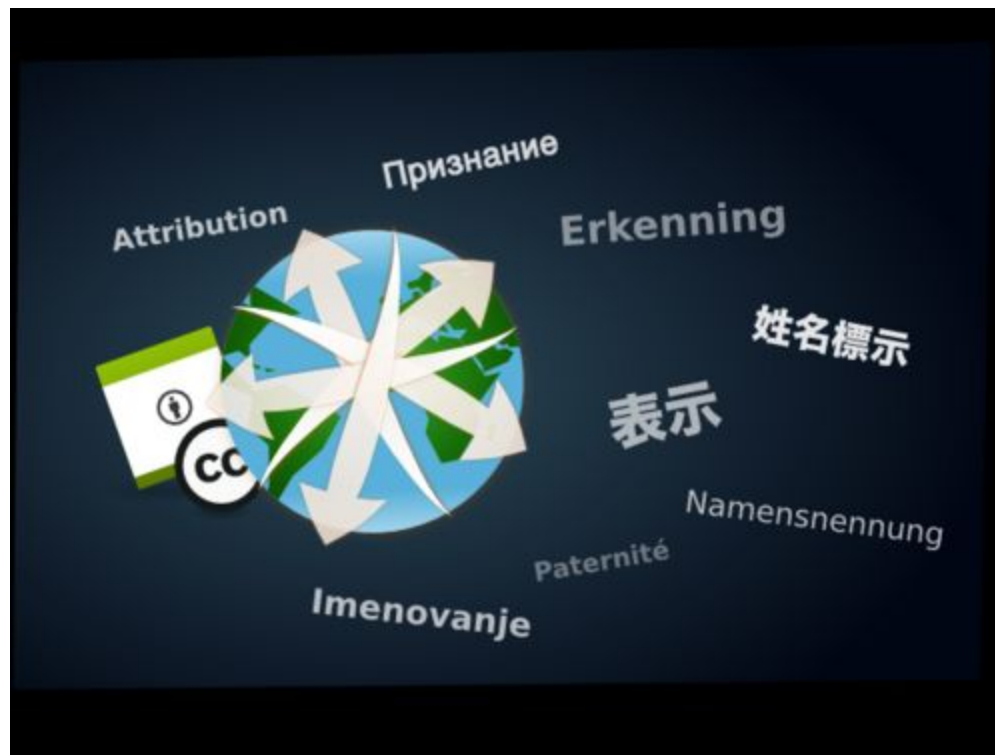 Признание
Attribution
Erkenning
姓名標示
表示
cc
Namensnennung
Paternité
Imenovanje